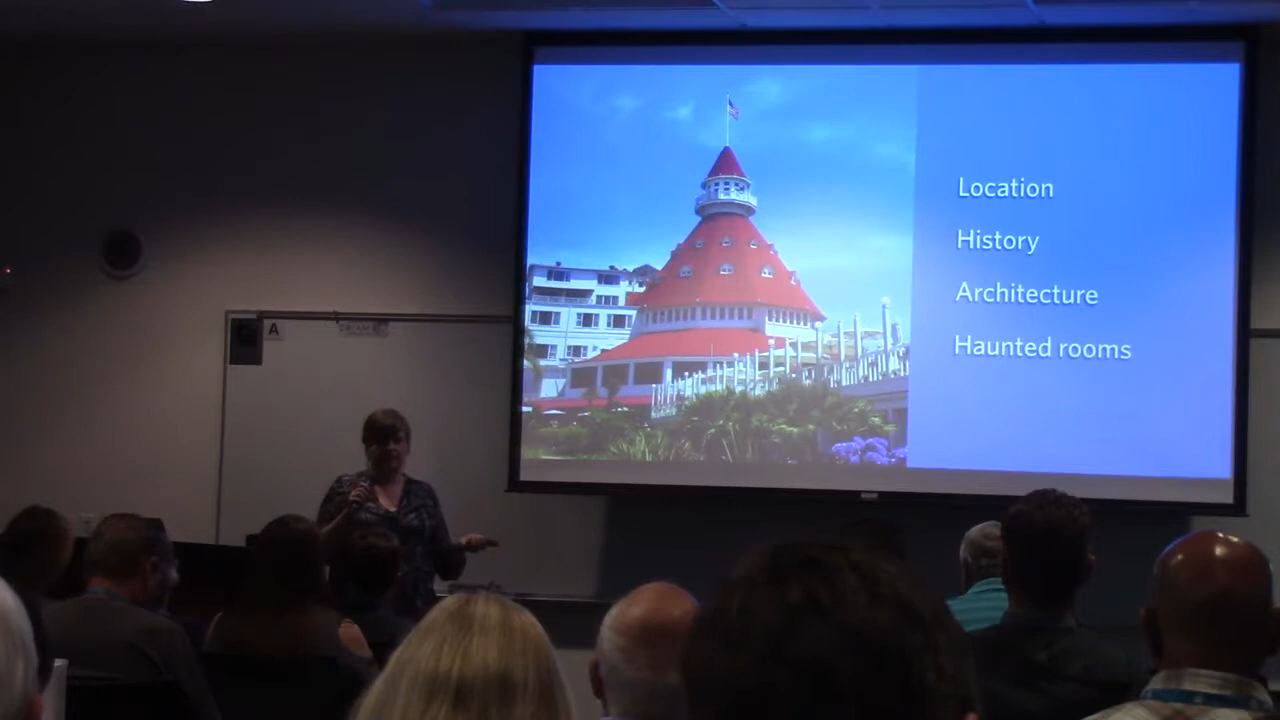 Location
History
Architecture
Haunted rooms
A